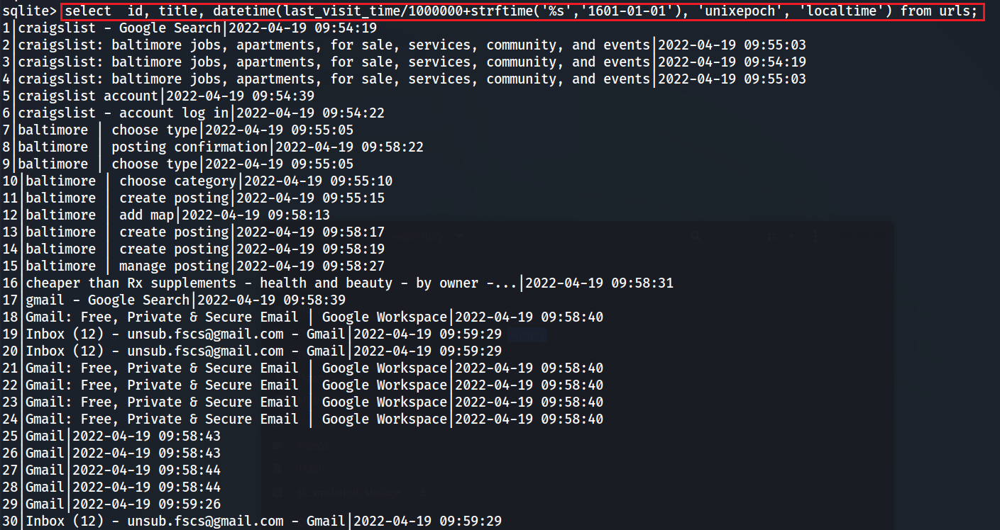 sqlite> select  id, title, datetime(last_visit_time/1000000+strftime('%s','1601-01-01'), 'unixepoch', 'localtime') from urls;
1|craigslist - Google Search|2022-04-19 09:54:19
2|craigslist: baltimore jobs, apartments, for sale, services, community, and events|2022-04-19 09:55:03
3|craigslist: baltimore jobs, apartments, for sale, services, community, and events|2022-04-19 09:54:19
4|craigslist: baltimore jobs, apartments, for sale, services, community, and events|2022-04-19 09:55:03
5|craigslist account|2022-04-19 09:54:39
6|craigslist - account log in|2022-04-19 09:54:22
7|baltimore | choose type|2022-04-19 09:55:05
8|baltimore | posting confirmation|2022-04-19 09:58:22
9|baltimore | choose type|2022-04-19 09:55:05
10|baltimore | choose category|2022-04-19 09:55:10
11|baltimore | create posting|2022-04-19 09:55:15
12|baltimore | add map|2022-04-19 09:58:13
13|baltimore | create posting|2022-04-19 09:58:17
14|baltimore | create posting|2022-04-19 09:58:19
15|baltimore | manage posting|2022-04-19 09:58:27
16|cheaper than Rx supplements - health and beauty - by owner -...|2022-04-19 09:58:31
17|gmail - Google Search|2022-04-19 09:58:39
18|Gmail: Free, Private & Secure Email | Google Workspace|2022-04-19 09:58:40
19|Inbox (12) - unsub.fscs@gmail.com - Gmail|2022-04-19 09:59:29
20|Inbox (12) - unsub.fscs@gmail.com - Gmail|2022-04-19 09:59:29
21|Gmail: Free, Private & Secure Email | Google Workspace|2022-04-19 09:58:40
22|Gmail: Free, Private & Secure Email | Google Workspace|2022-04-19 09:58:40
23|Gmail: Free, Private & Secure Email | Google Workspace|2022-04-19 09:58:40
24|Gmail: Free, Private & Secure Email | Google Workspace|2022-04-19 09:58:40
25|Gmail|2022-04-19 09:58:43
26|Gmail|2022-04-19 09:58:43
27|Gmail|2022-04-19 09:58:44
28|Gmail|2022-04-19 09:58:44
29|Gmail|2022-04-19 09:59:26
30|Inbox (12) - unsub.fscs@gmail.com - Gmail|2022-04-19 09:59:29